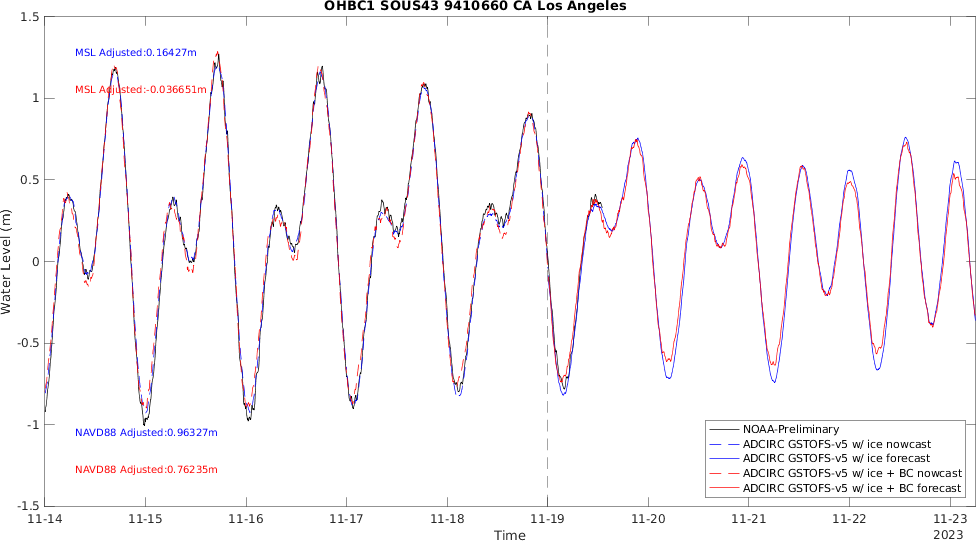 OHBC1 SOUS43 9410660 CA Los Angeles
1.5
1
0.5
0
-0.5
-1
-1.5
Water Level (m)
MSL Adjusted:0.16427m
MSL Adjusted:-0.036651m
NAVD88 Adjusted:0.96327m
NAVD88 Adjusted:0.76235m
NOAA-Preliminary
ADCIRC GSTOFS-v5 w/ ice nowcast
ADCIRC GSTOFS-v5 w/ ice forecast
ADCIRC GSTOFS-v5 w/ ice + BC nowcast
ADCIRC GSTOFS-v5 w/ ice + BC forecast
11-14 11-15 11-16 11-17 11-18 11-19 11-20 11-21 11-22 11-23
2023
Time